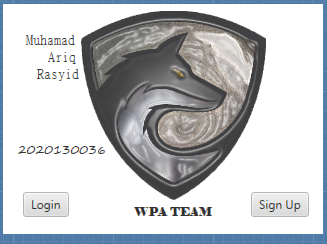 Muhamad
Ariq
Rasyid
2020130036
WPA TEAM
Login
Sign Up